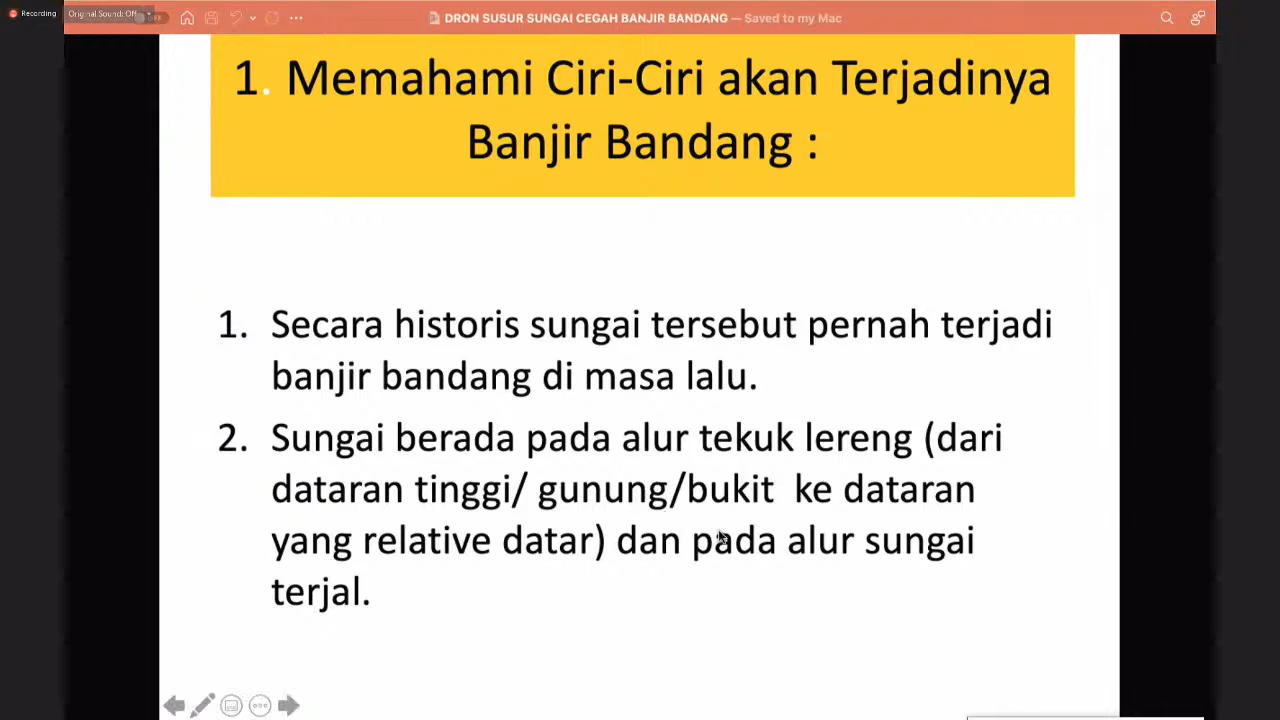 Recording
Original Sound: Off
OFF
DRON SUSUR SUNGAI CEGAH BANJIR BANDANG — Saved to my Mac
1. Memahami Ciri-Ciri akan Terjadinya
Banjir Bandang :
1. Secara historis sungai tersebut pernah terjadi
banjir bandang di masa lalu.
2. Sungai berada pada alur tekuk lereng (dari
dataran tinggi/ gunung/bukit  ke dataran
yang relative datar) dan pada alur sungai
terjal.